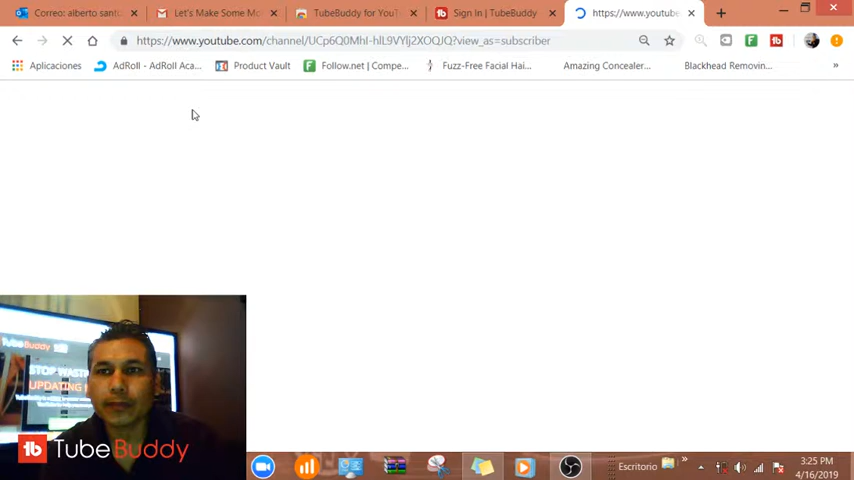 Correo: alberto sant
Let's Make Some Mo
TubeBuddy for YouT
Sign In | TubeBuddy
https://www.youtube
https://www.youtube.com/channel/UCp6Q0MhI-hlL9VYlj2XOQJQ?view_as=subscriber
Aplicaciones
AdRoll - AdRoll Aca...
Product Vault
Follow.net | Compe...
Fuzz-Free Facial Hai...
Amazing Concealer...
Blackhead Removin...
»
TubeBuddy
STOP WAST
UPDATING
tb TubeBuddy
Escritorio
»
3:25 PM
4/16/2019